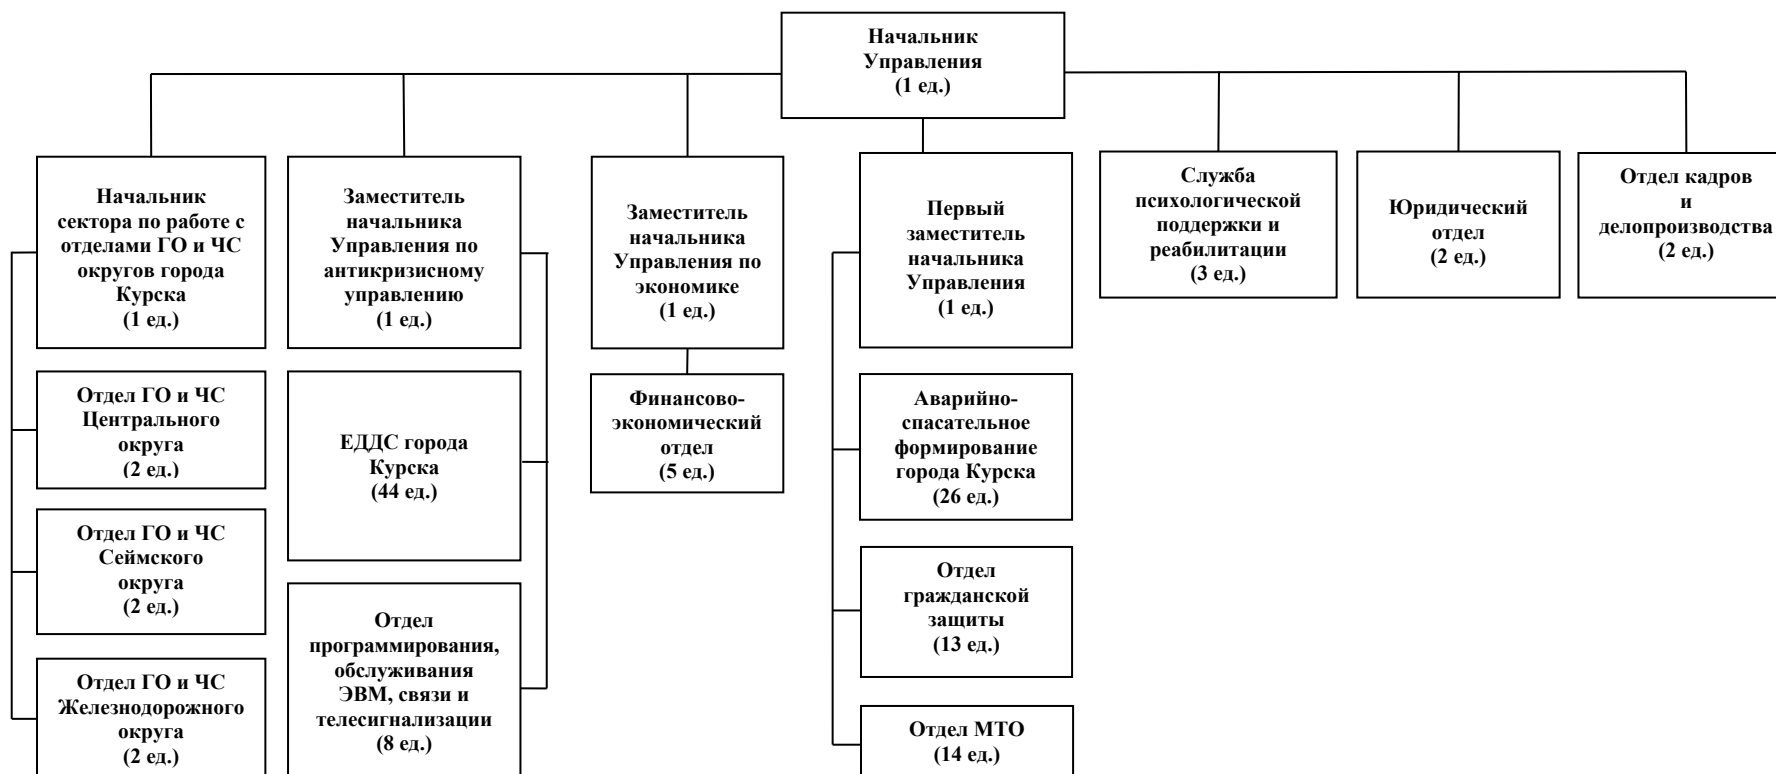 Начальник
Управления
(1 ед.)
Начальник
сектора по работе с
отделами ГО и ЧС
округов города
Курска
(1 ед.)
Заместитель
начальника
Управления по
антикризисному
управлению
(1 ед.)
Заместитель
начальника
Управления по
экономике
(1 ед.)
Первый
заместитель
начальника
Управления
(1 ед.)
Служба
психологической
поддержки и
реабилитации
(3 ед.)
Юридический
отдел
(2 ед.)
Отдел кадров
и
делопроизводства
(2 ед.)
Отдел ГО и ЧС
Центрального
округа
(2 ед.)
Отдел ГО и ЧС
Сеймского
округа
(2 ед.)
Отдел ГО и ЧС
Железнодорожного
округа
(2 ед.)
ЕДДС города
Курска
(44 ед.)
Отдел
программирования,
обслуживания
ЭВМ, связи и
телесигнализации
(8 ед.)
Финансово-
экономический
отдел
(5 ед.)
Аварийно-
спасательное
формирование
города Курска
(26 ед.)
Отдел
гражданской
защиты
(13 ед.)
Отдел МТО
(14 ед.)